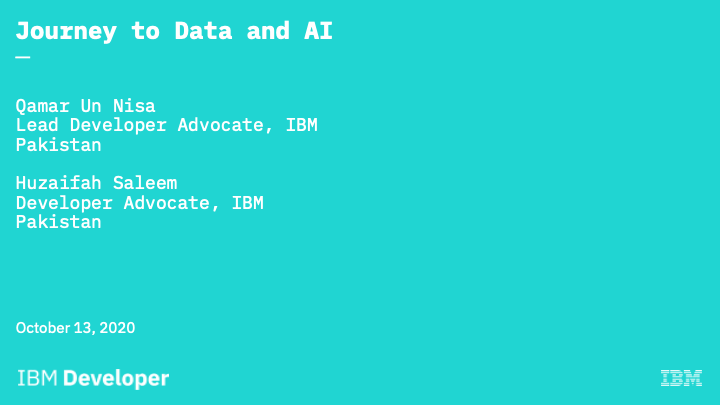 Journey to Data and AI
—
Qamar Un Nisa
Lead Developer Advocate, IBM
Pakistan
Huzaifah Saleem
Developer Advocate, IBM
Pakistan
October 13, 2020
IBM Developer
IBM